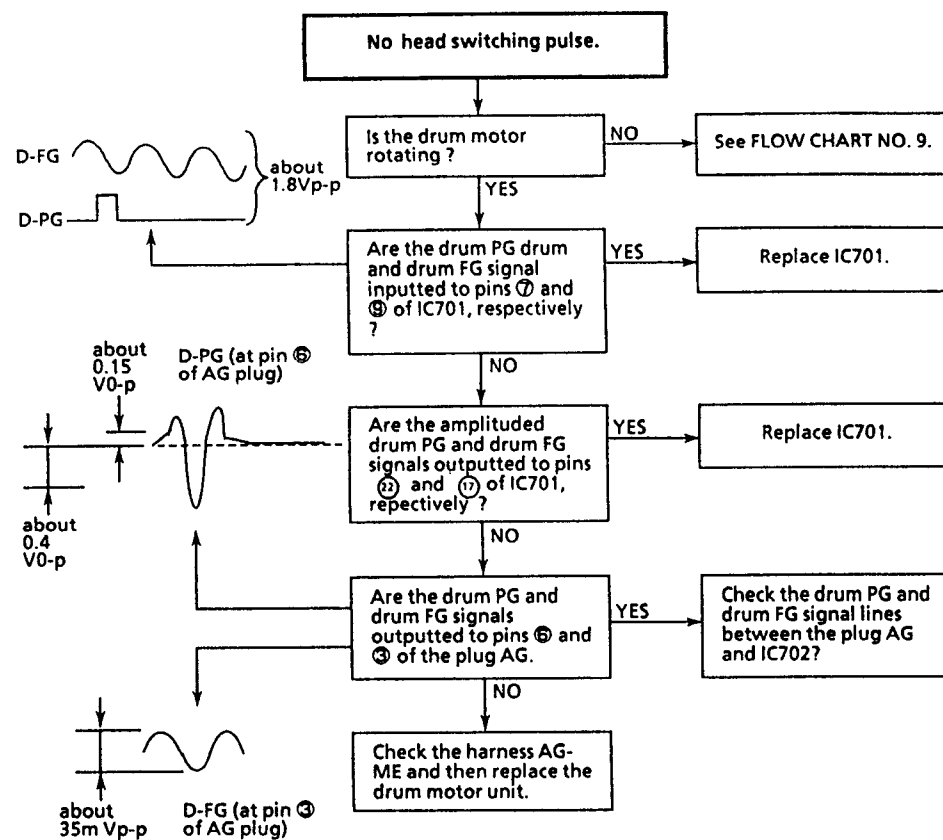 No head switching pulse.
Is the drum motor
rotating ?
NO
See FLOW CHART NO. 9.
YES
D-FG
D-PG
about
1.8Vp-p
Are the drum PG drum
and drum FG signal
inputted to pins ⑦ and
⑨ of IC701, respectively
?
YES
Replace IC701.
NO
about
0.15
V0-p
D-PG (at pin ⑥
of AG plug)
about
0.4
V0-p
Are the amplituded
drum PG and drum FG
signals outputted to pins
㉒ and ⑰ of IC701,
repectively ?
YES
Replace IC701.
NO
Are the drum PG and
drum FG signals
outputted to pins ⑥ and
③ of the plug AG.
YES
Check the drum PG and
drum FG signal lines
between the plug AG
and IC702?
NO
Check the harness AG-
ME and then replace the
drum motor unit.
about
35m Vp-p
D-FG (at pin ③
of AG plug)